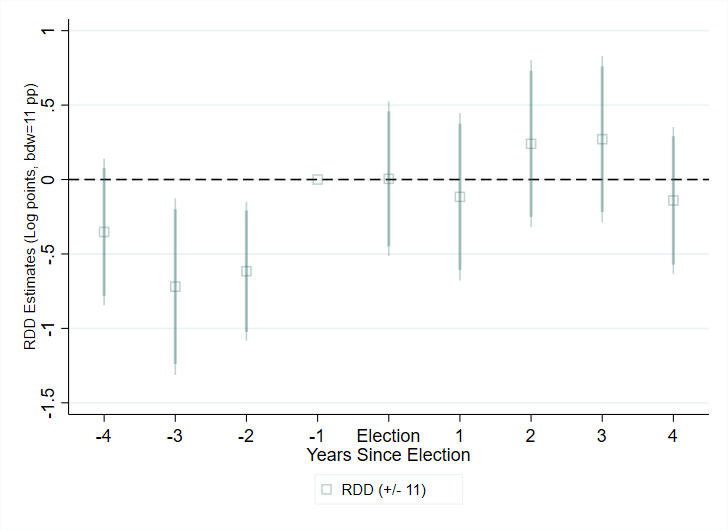 RDD Estimates (Log points, bdw=11 pp)
1
.5
0
-.5
-1
-1.5
-4 -3 -2 -1 Election 1 2 3 4
Years Since Election
RDD (+/- 11)